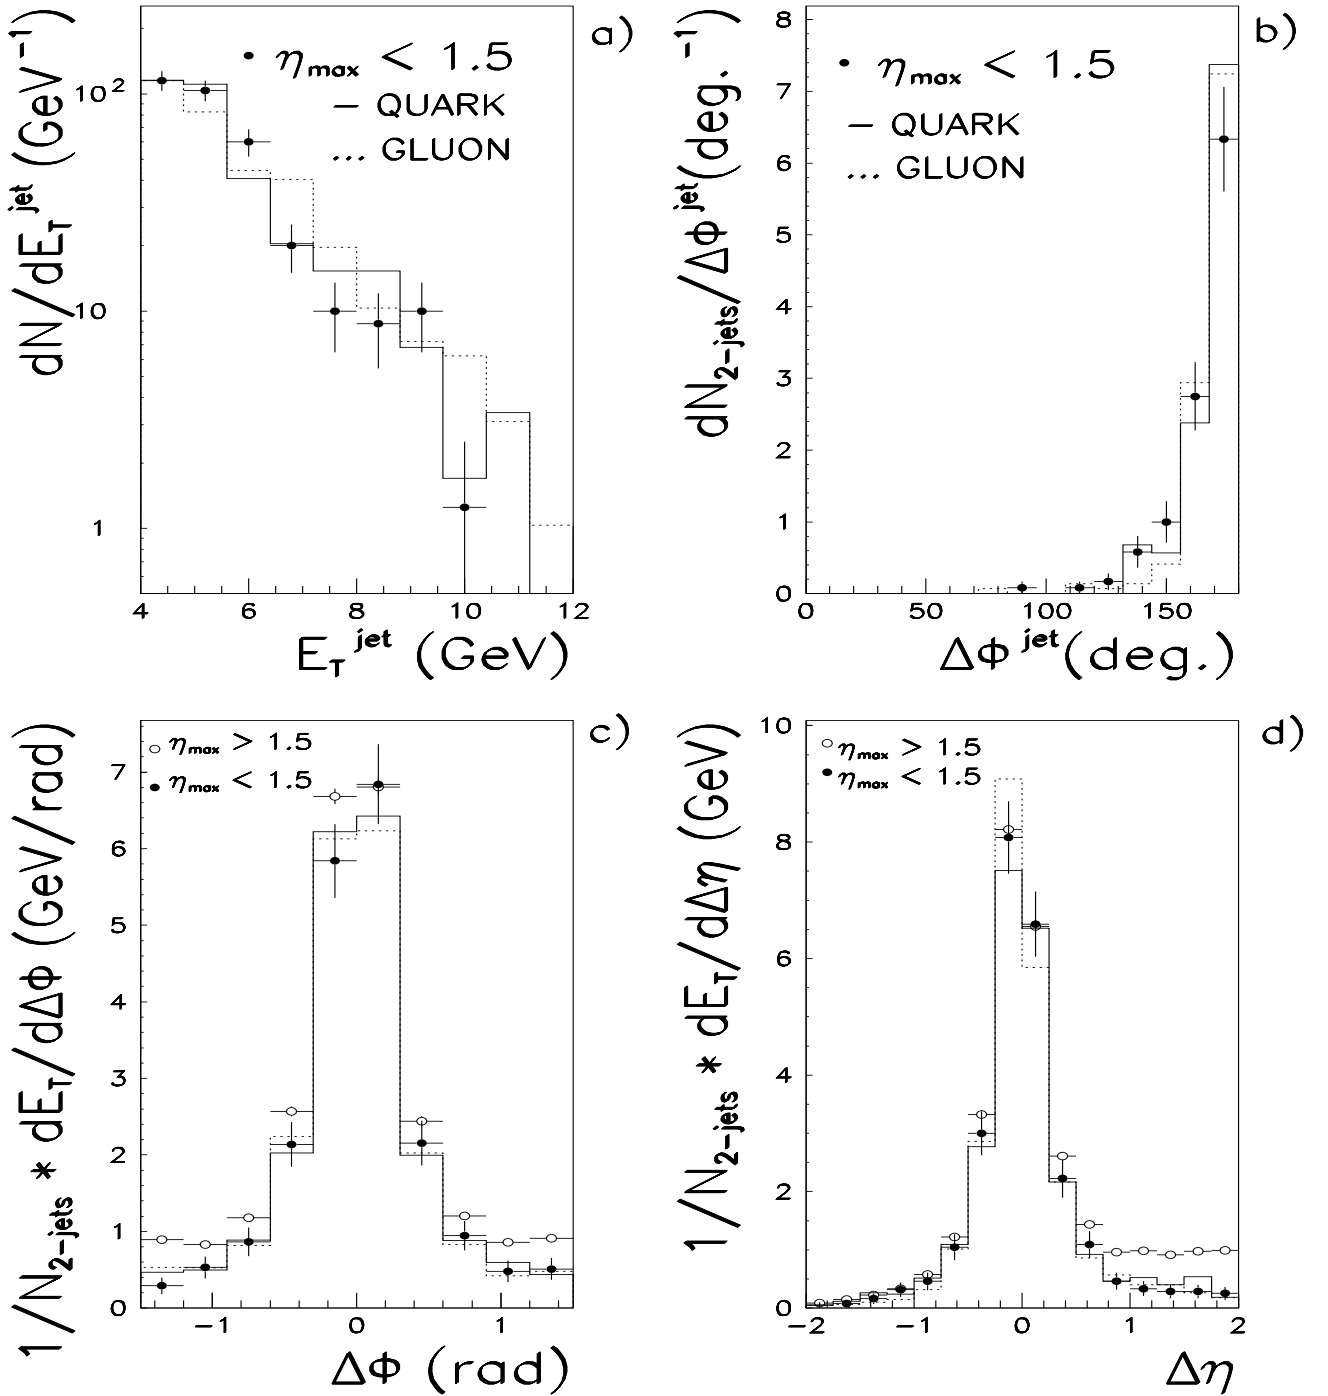 a)
• η_max < 1.5
— QUARK
... GLUON
dN/dE_T^jet (GeV^−1)
10^2
10
1
4 6 8 10 12
E_T^jet (GeV)
b)
• η_max < 1.5
— QUARK
... GLUON
dN_2−jets/ΔΦ^jet(deg.^−1)
8
7
6
5
4
3
2
1
0
0 50 100 150
ΔΦ^jet(deg.)
c)
○ η_max > 1.5
• η_max < 1.5
1/N_2−jets * dE_T/dΔΦ (GeV/rad)
7
6
5
4
3
2
1
0
−1 0 1
ΔΦ (rad)
d)
○ η_max > 1.5
• η_max < 1.5
1/N_2−jets * dE_T/dΔη (GeV)
10
8
6
4
2
0
−2 −1 0 1 2
Δη